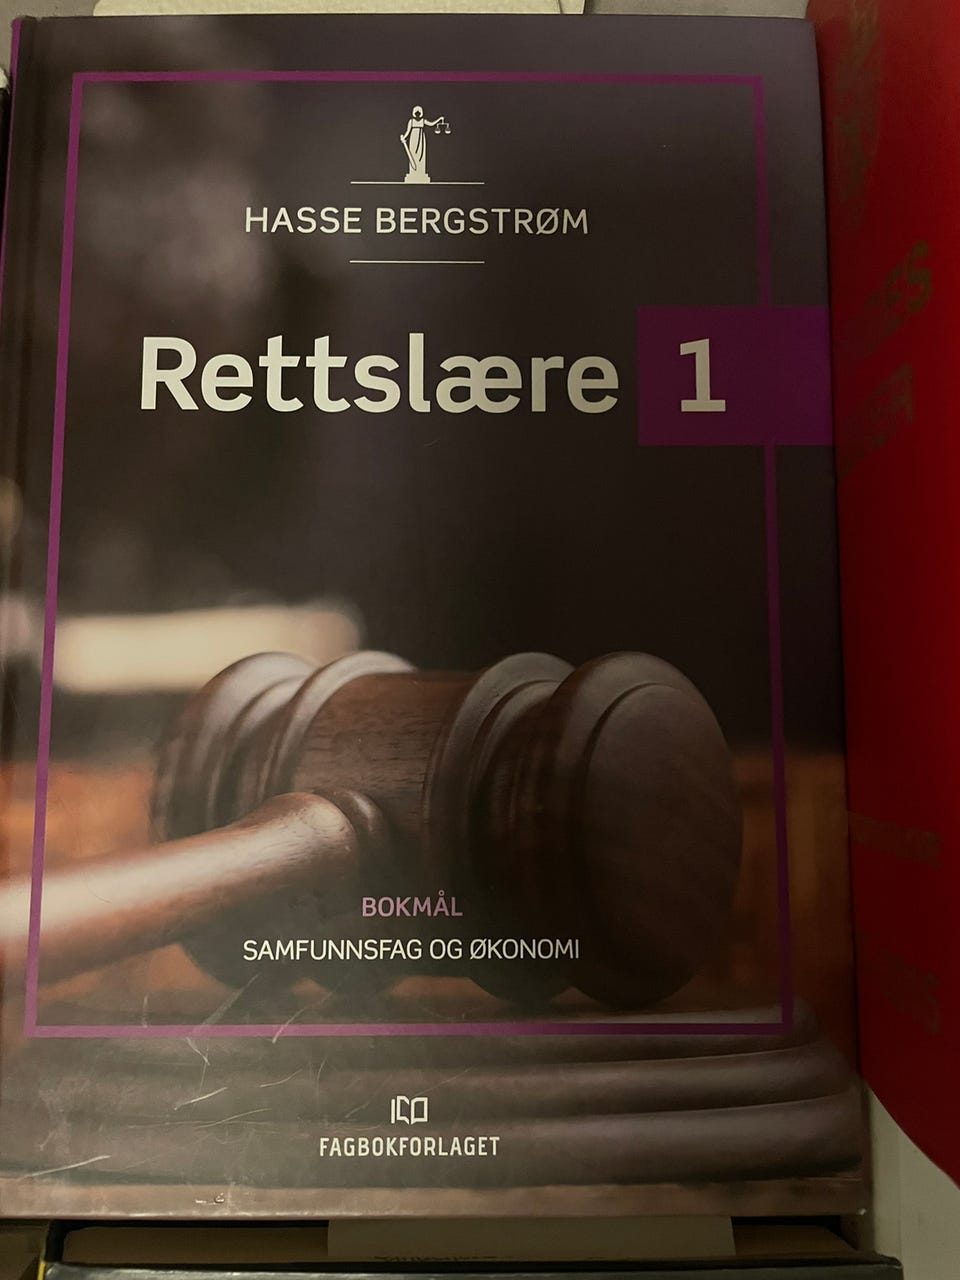 HASSE BERGSTRØM
Rettslære 1
BOKMÅL
SAMFUNNSFAG OG ØKONOMI
FAGBOKFORLAGET